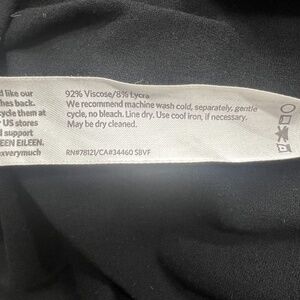 d like our
hes back.
cycle them at
US stores
d support
EEN EILEEN.
xverymuch
92% Viscose/8% Lycra
We recommend machine wash cold, separately, gentle
cycle, no bleach. Line dry. Use cool iron, if necessary.
May be dry cleaned.
RN#78121/CA#34460 SBVF